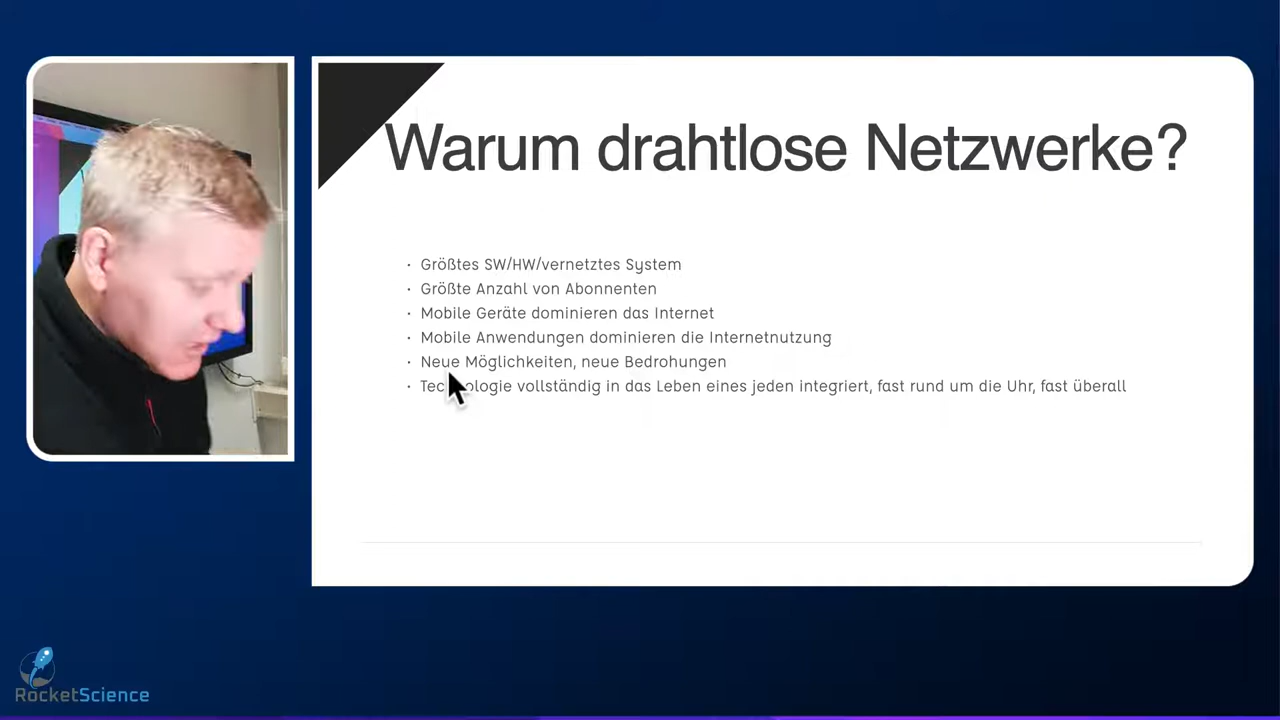 Warum drahtlose Netzwerke?
· Größtes SW/HW/vernetztes System
· Größte Anzahl von Abonnenten
· Mobile Geräte dominieren das Internet
· Mobile Anwendungen dominieren die Internetnutzung
· Neue Möglichkeiten, neue Bedrohungen
· Technologie vollständig in das Leben eines jeden integriert, fast rund um die Uhr, fast überall
RocketScience